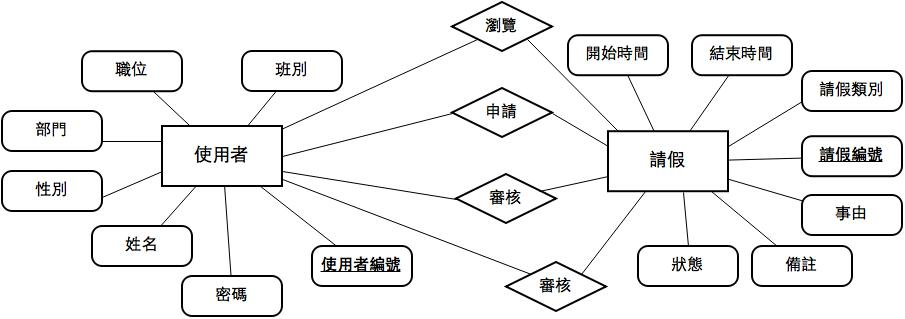 瀏覽
職位
班別
開始時間
結束時間
請假類別
部門
申請
使用者
請假
請假編號
性別
審核
事由
姓名
使用者編號
狀態
備註
密碼
審核